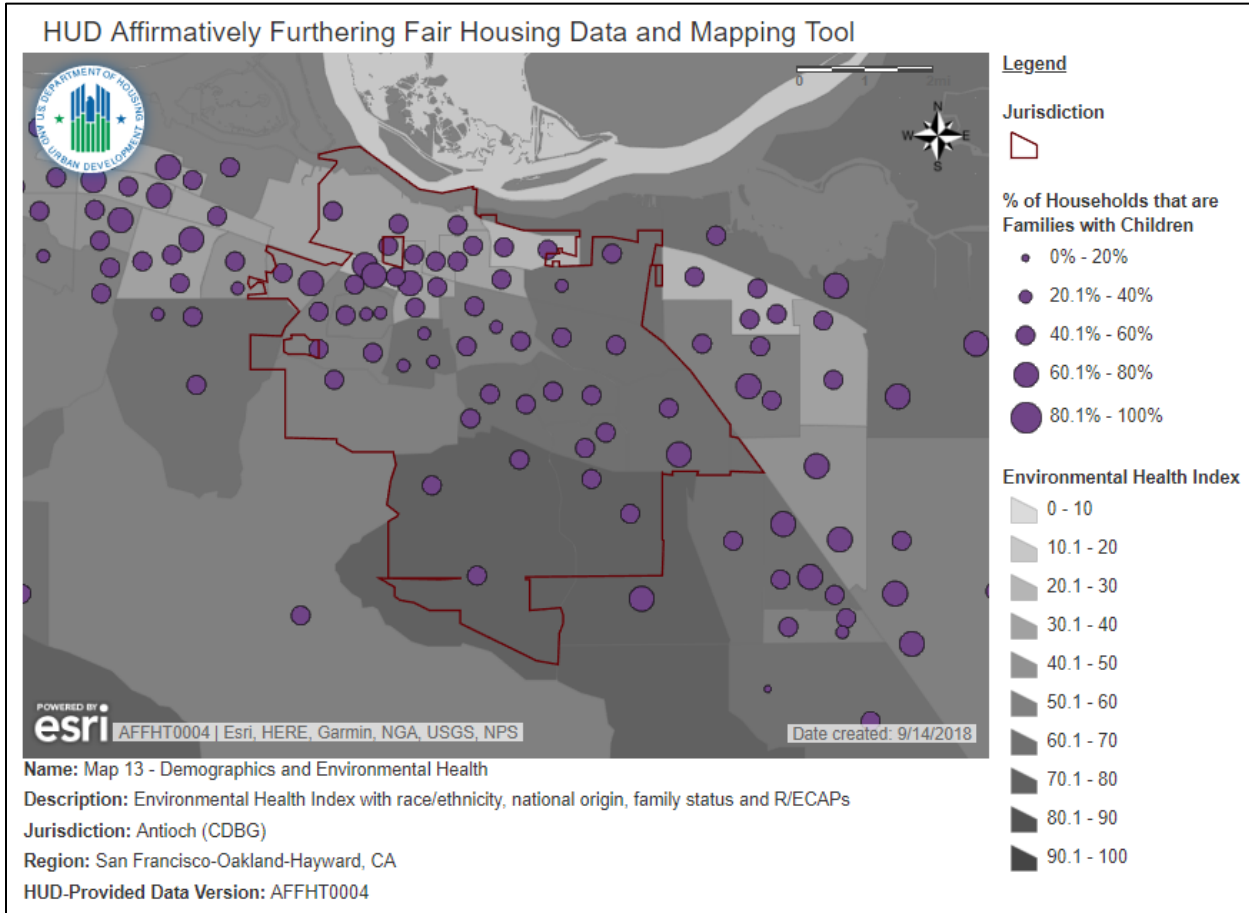 HUD Affirmatively Furthering Fair Housing Data and Mapping Tool
U.S. DEPARTMENT OF HOUSING
AND URBAN DEVELOPMENT
0 1 2mi
N
W E
S
Legend
Jurisdiction
% of Households that are
Families with Children
0% - 20%
20.1% - 40%
40.1% - 60%
60.1% - 80%
80.1% - 100%
Environmental Health Index
0 - 10
10.1 - 20
20.1 - 30
30.1 - 40
40.1 - 50
50.1 - 60
60.1 - 70
70.1 - 80
80.1 - 90
90.1 - 100
POWERED BY
esri
AFFHT0004 | Esri, HERE, Garmin, NGA, USGS, NPS
Date created: 9/14/2018
Name: Map 13 - Demographics and Environmental Health
Description: Environmental Health Index with race/ethnicity, national origin, family status and R/ECAPs
Jurisdiction: Antioch (CDBG)
Region: San Francisco-Oakland-Hayward, CA
HUD-Provided Data Version: AFFHT0004